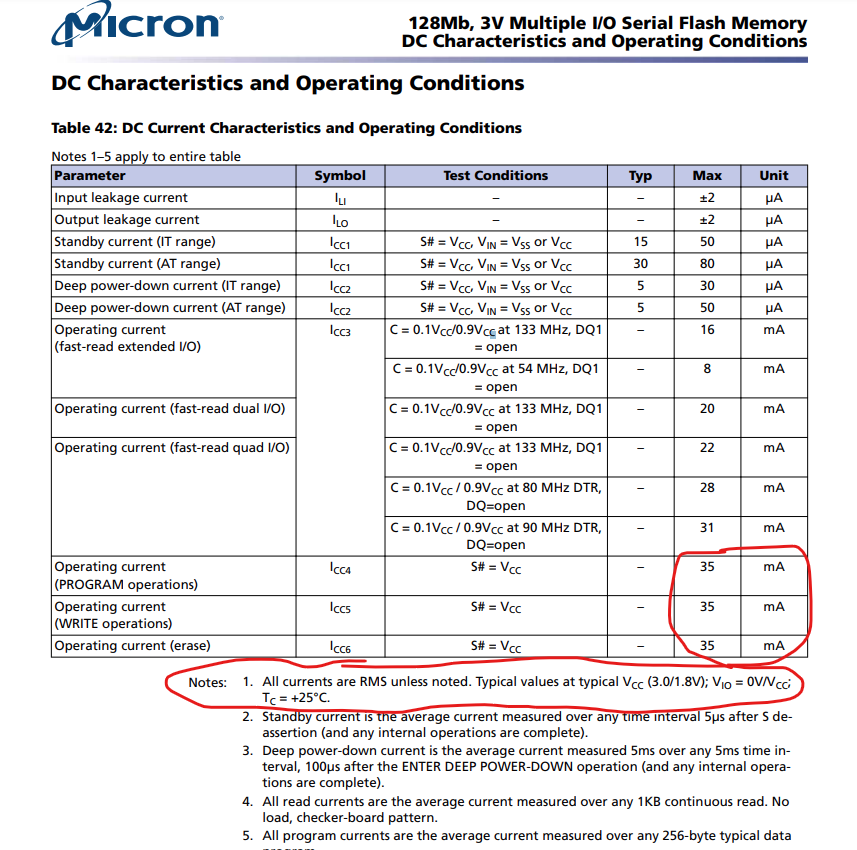 Micron
128Mb, 3V Multiple I/O Serial Flash Memory
DC Characteristics and Operating Conditions
DC Characteristics and Operating Conditions
Table 42: DC Current Characteristics and Operating Conditions
Notes 1–5 apply to entire table
Parameter Symbol Test Conditions Typ Max Unit
Input leakage current ILI – – ±2 µA
Output leakage current ILO – – ±2 µA
Standby current (IT range) ICC1 S# = VCC, VIN = VSS or VCC 15 50 µA
Standby current (AT range) ICC1 S# = VCC, VIN = VSS or VCC 30 80 µA
Deep power-down current (IT range) ICC2 S# = VCC, VIN = VSS or VCC 5 30 µA
Deep power-down current (AT range) ICC2 S# = VCC, VIN = VSS or VCC 5 50 µA
Operating current ICC3 C = 0.1VCC/0.9VCC at 133 MHz, DQ1 – 16 mA
(fast-read extended I/O) = open
C = 0.1VCC/0.9VCC at 54 MHz, DQ1 – 8 mA
= open
Operating current (fast-read dual I/O) C = 0.1VCC/0.9VCC at 133 MHz, DQ1 – 20 mA
= open
Operating current (fast-read quad I/O) C = 0.1VCC/0.9VCC at 133 MHz, DQ1 – 22 mA
= open
C = 0.1VCC / 0.9VCC at 80 MHz DTR, – 28 mA
DQ=open
C = 0.1VCC / 0.9VCC at 90 MHz DTR, – 31 mA
DQ=open
Operating current ICC4 S# = VCC – 35 mA
(PROGRAM operations)
Operating current ICC5 S# = VCC – 35 mA
(WRITE operations)
Operating current (erase) ICC6 S# = VCC – 35 mA
Notes: 1. All currents are RMS unless noted. Typical values at typical VCC (3.0/1.8V); VIO = 0V/VCC;
TC = +25°C.
2. Standby current is the average current measured over any time interval 5µs after S de-
assertion (and any internal operations are complete).
3. Deep power-down current is the average current measured 5ms over any 5ms time in-
terval, 100µs after the ENTER DEEP POWER-DOWN operation (and any internal opera-
tions are complete).
4. All read currents are the average current measured over any 1KB continuous read. No
load, checker-board pattern.
5. All program currents are the average current measured over any 256-byte typical data